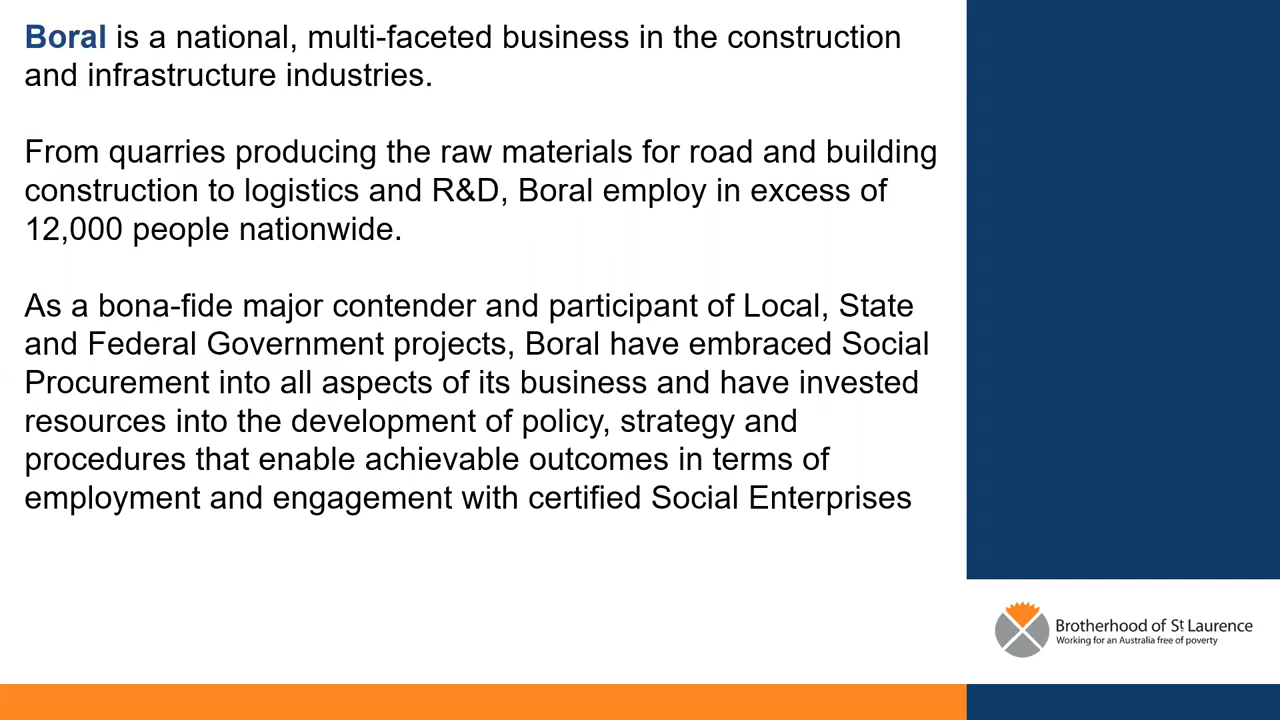 Boral is a national, multi-faceted business in the construction
and infrastructure industries.
From quarries producing the raw materials for road and building
construction to logistics and R&D, Boral employ in excess of
12,000 people nationwide.
As a bona-fide major contender and participant of Local, State
and Federal Government projects, Boral have embraced Social
Procurement into all aspects of its business and have invested
resources into the development of policy, strategy and
procedures that enable achievable outcomes in terms of
employment and engagement with certified Social Enterprises
Brotherhood of St Laurence
Working for an Australia free of poverty